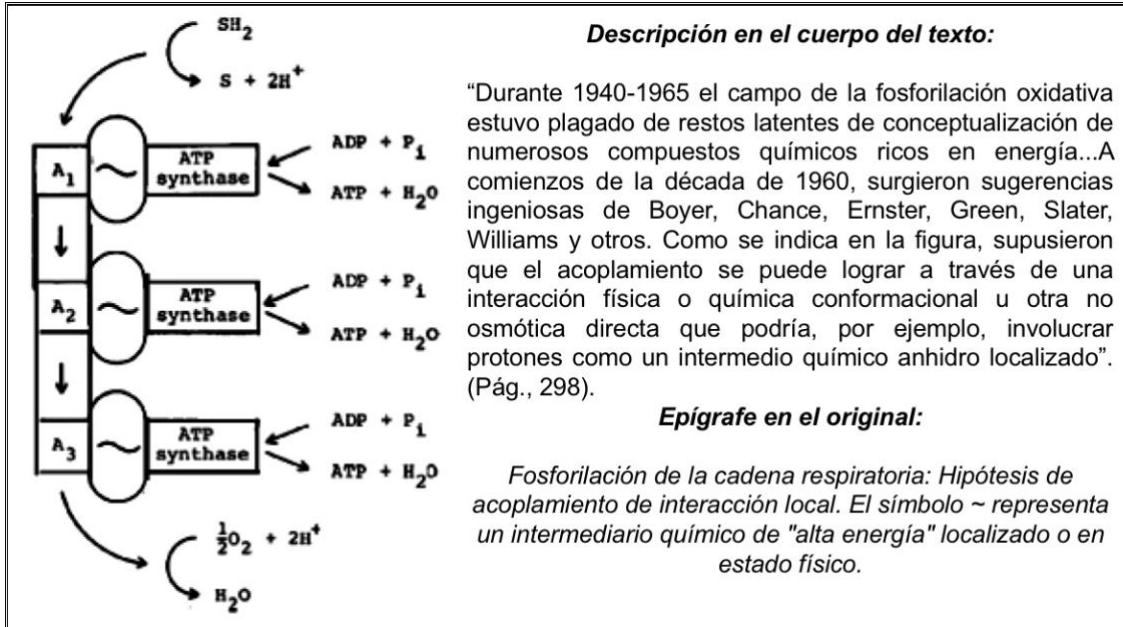 SH2
S + 2H+
A1
~
ATP
synthase
ADP + Pi
ATP + H2O
A2
~
ATP
synthase
ADP + Pi
ATP + H2O
A3
~
ATP
synthase
ADP + Pi
ATP + H2O
½O2 + 2H+
H2O
Descripción en el cuerpo del texto:
“Durante 1940-1965 el campo de la fosforilación oxidativa
estuvo plagado de restos latentes de conceptualización de
numerosos compuestos químicos ricos en energía...A
comienzos de la década de 1960, surgieron sugerencias
ingeniosas de Boyer, Chance, Ernster, Green, Slater,
Williams y otros. Como se indica en la figura, supusieron
que el acoplamiento se puede lograr a través de una
interacción física o química conformacional u otra no
osmótica directa que podría, por ejemplo, involucrar
protones como un intermedio químico anhidro localizado”.
(Pág., 298).
Epígrafe en el original:
Fosforilación de la cadena respiratoria: Hipótesis de
acoplamiento de interacción local. El símbolo ~ representa
un intermediario químico de "alta energía" localizado o en
estado físico.